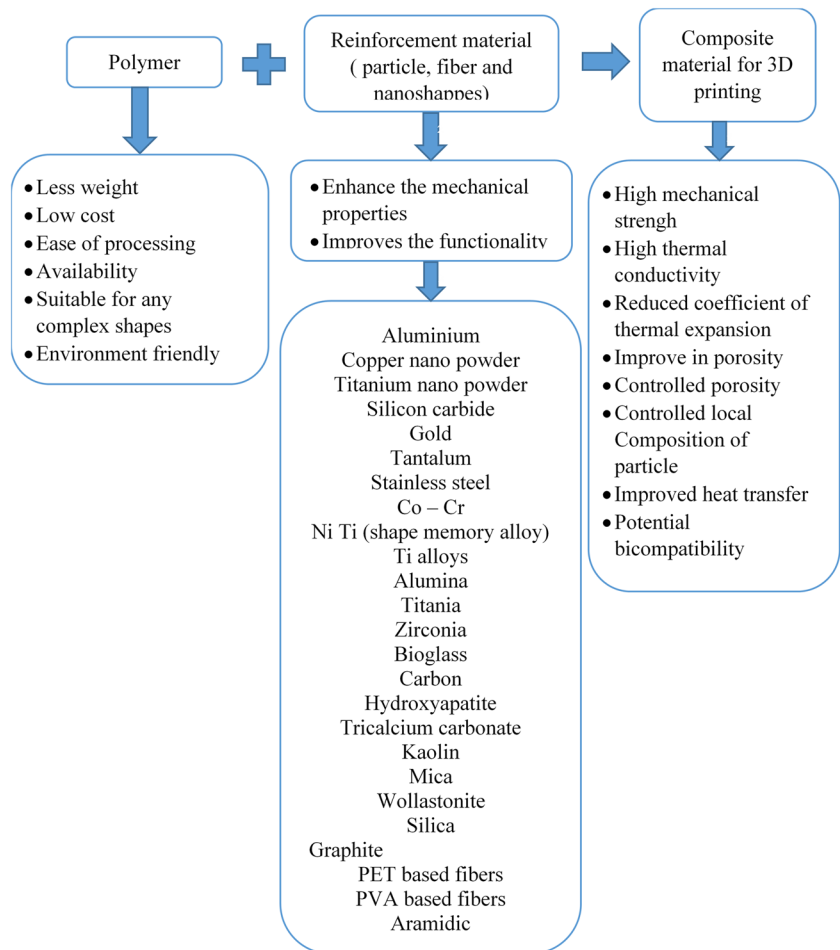 Polymer
Reinforcement material
( particle, fiber and
nanoshappes)
Composite
material for 3D
printing
• Less weight
• Low cost
• Ease of processing
• Availability
• Suitable for any
complex shapes
• Environment friendly
• Enhance the mechanical
properties
• Improves the functionality
Aluminium
Copper nano powder
Titanium nano powder
Silicon carbide
Gold
Tantalum
Stainless steel
Co – Cr
Ni Ti (shape memory alloy)
Ti alloys
Alumina
Titania
Zirconia
Bioglass
Carbon
Hydroxyapatite
Tricalcium carbonate
Kaolin
Mica
Wollastonite
Silica
Graphite
PET based fibers
PVA based fibers
Aramidic
• High mechanical
strengh
• High thermal
conductivity
• Reduced coefficient of
thermal expansion
• Improve in porosity
• Controlled porosity
• Controlled local
Composition of
particle
• Improved heat transfer
• Potential
bicompatibility